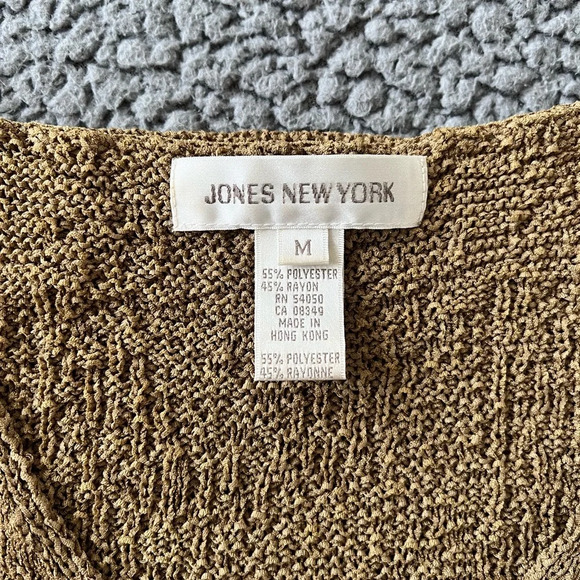 JONES NEW YORK
M
55% POLYESTER
45% RAYON
RN 54050
CA 08349
MADE IN
HONG KONG
55% POLYESTER
45% RAYONNE